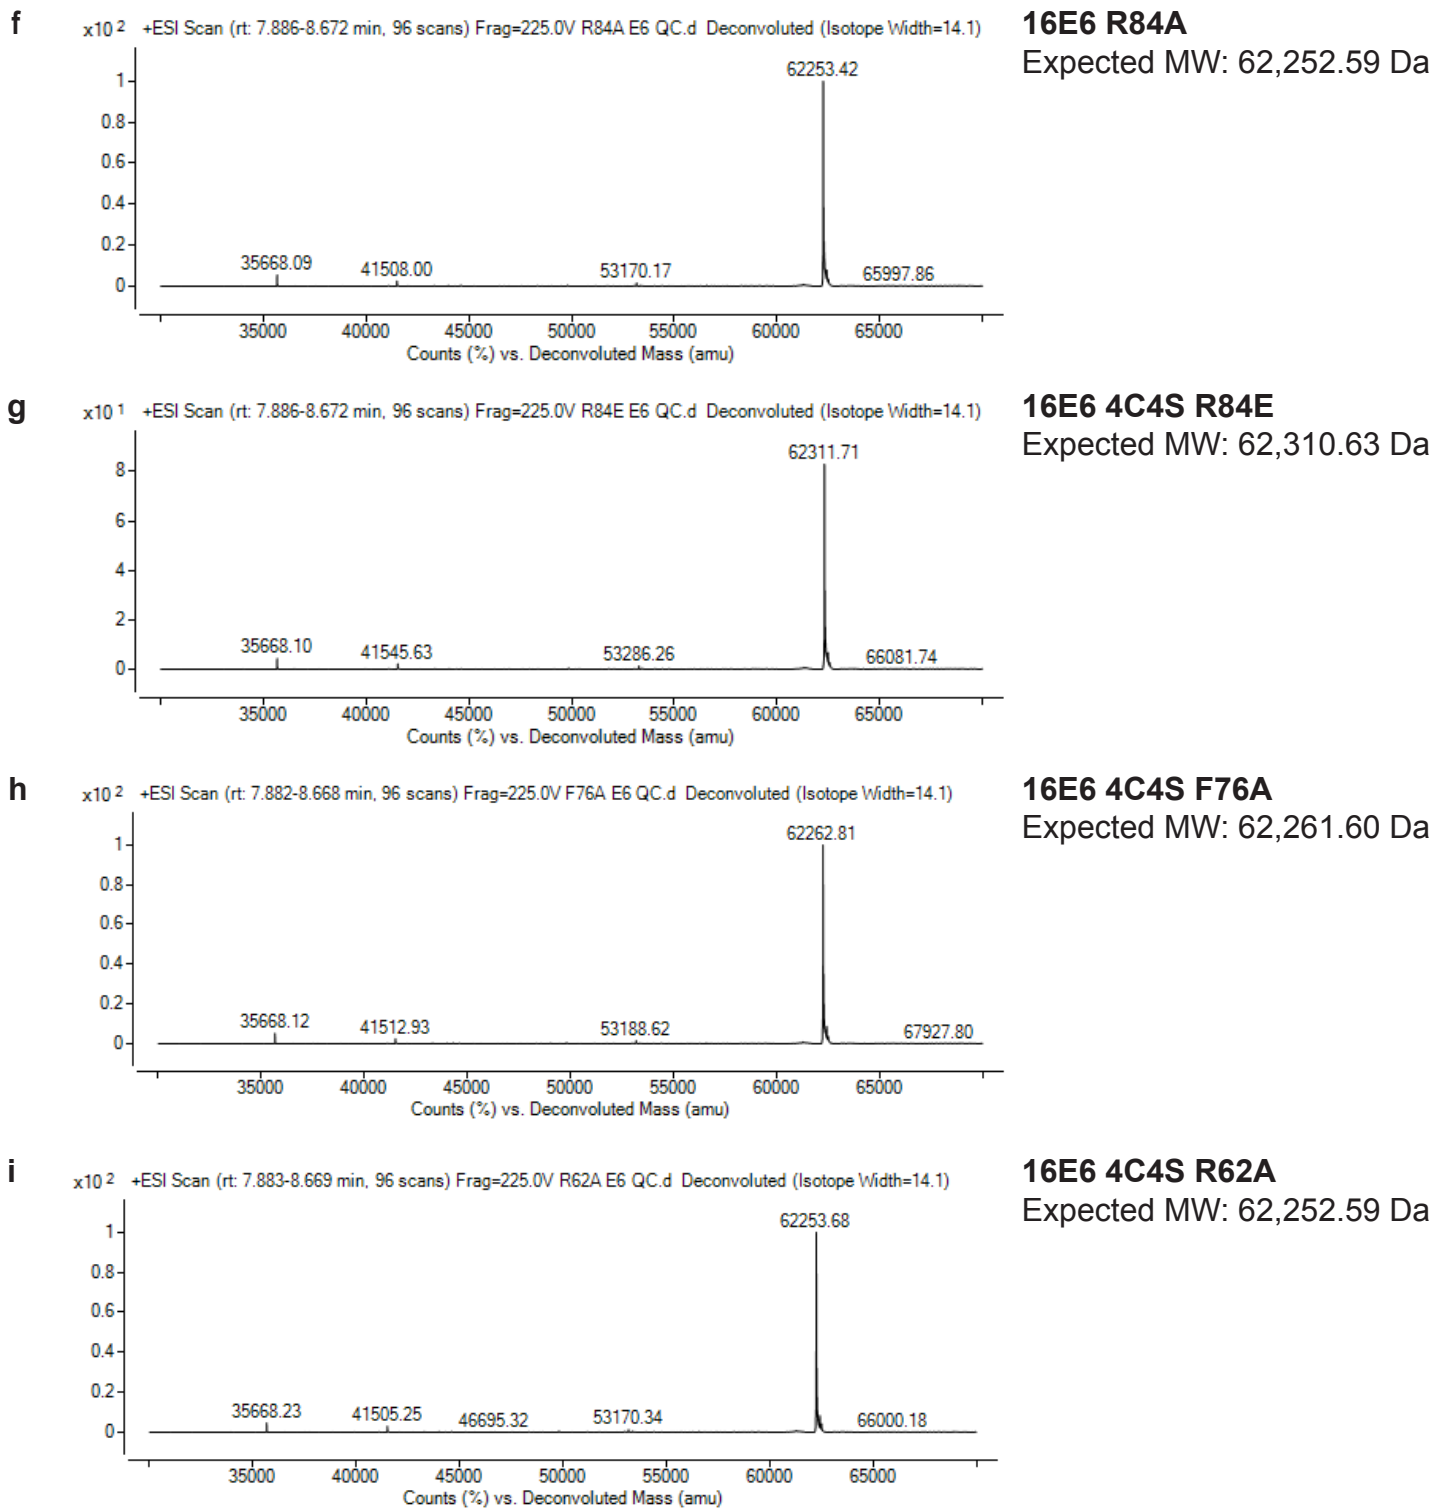 f
x10 2 +ESI Scan (rt: 7.886-8.672 min, 96 scans) Frag=225.0V R84A E6 QC.d Deconvoluted (Isotope Width=14.1)
16E6 R84A
Expected MW: 62,252.59 Da
62253.42
1
0.8
0.6
0.4
0.2
0
35668.09
41508.00
53170.17
65997.86
35000 40000 45000 50000 55000 60000 65000
Counts (%) vs. Deconvoluted Mass (amu)
g
x10 1 +ESI Scan (rt: 7.886-8.672 min, 96 scans) Frag=225.0V R84E E6 QC.d Deconvoluted (Isotope Width=14.1)
16E6 4C4S R84E
Expected MW: 62,310.63 Da
62311.71
8
6
4
2
0
35668.10
41545.63
53286.26
66081.74
35000 40000 45000 50000 55000 60000 65000
Counts (%) vs. Deconvoluted Mass (amu)
h
x10 2 +ESI Scan (rt: 7.882-8.668 min, 96 scans) Frag=225.0V F76A E6 QC.d Deconvoluted (Isotope Width=14.1)
16E6 4C4S F76A
Expected MW: 62,261.60 Da
62262.81
1
0.8
0.6
0.4
0.2
0
35668.12
41512.93
53188.62
67927.80
35000 40000 45000 50000 55000 60000 65000
Counts (%) vs. Deconvoluted Mass (amu)
i
x10 2 +ESI Scan (rt: 7.883-8.669 min, 96 scans) Frag=225.0V R62A E6 QC.d Deconvoluted (Isotope Width=14.1)
16E6 4C4S R62A
Expected MW: 62,252.59 Da
62253.68
1
0.8
0.6
0.4
0.2
0
35668.23
41505.25
46695.32
53170.34
66000.18
35000 40000 45000 50000 55000 60000 65000
Counts (%) vs. Deconvoluted Mass (amu)